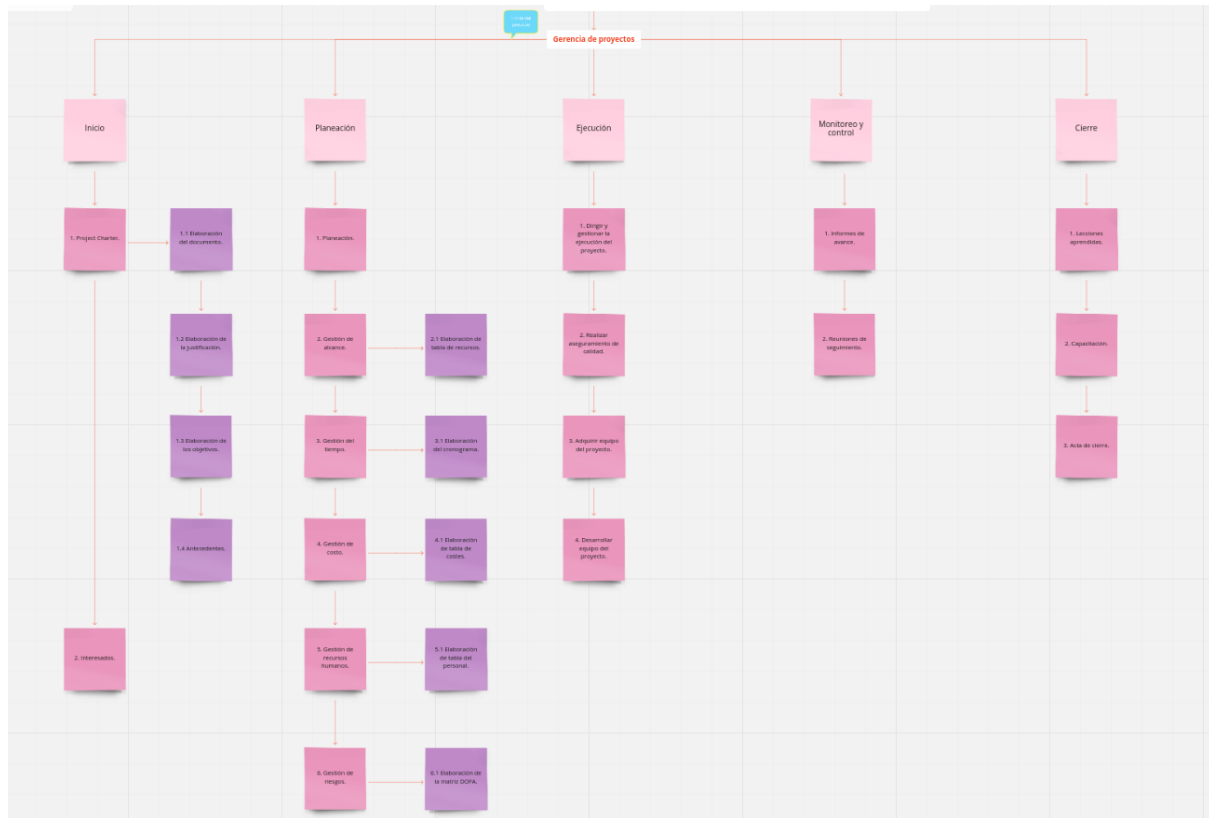 Gerencia de proyectos
Inicio
Planeación
Ejecución
Monitoreo y
control
Cierre
1. Project Charter.
1.1 Elaboración
del documento.
1. Planeación.
1. Dirigir y
gestionar la
ejecución del
proyecto.
1. Informes de
avance.
1. Lecciones
aprendidas.
1.2 Elaboración de
la justificación.
2. Gestión de
alcance.
2.1 Elaboración de
tabla de recursos.
2. Realizar
aseguramiento de
calidad.
2. Reuniones de
seguimiento.
2. Capacitación.
1.3 Elaboración de
los objetivos.
3. Gestión del
tiempo.
3.1 Elaboración
del cronograma.
3. Adquirir equipo
del proyecto.
3. Acta de cierre.
1.4 Antecedentes.
4. Gestión de
costo.
4.1 Elaboración
de tabla de
costes.
4. Desarrollar
equipo del
proyecto.
2. Interesados.
5. Gestión de
recursos
humanos.
5.1 Elaboración
de tabla del
personal.
6. Gestión de
riesgos.
6.1 Elaboración de
la matriz DOFA.